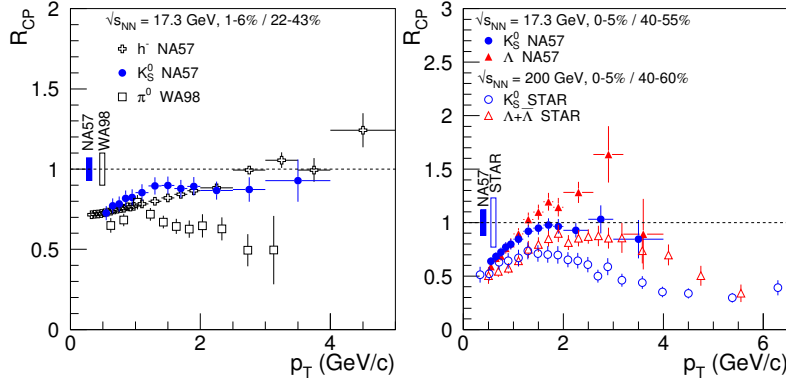 R_CP
2
1.5
1
0.5
0
√s_NN = 17.3 GeV, 1-6% / 22-43%
h⁻ NA57
K⁰_S NA57
π⁰ WA98
NA57
WA98
0 2 4
p_T (GeV/c)
R_CP
3
2.5
2
1.5
1
0.5
0
√s_NN = 17.3 GeV, 0-5% / 40-55%
K⁰_S NA57
Λ NA57
√s_NN = 200 GeV, 0-5% / 40-60%
K⁰_S STAR
Λ+Λ̅ STAR
NA57
STAR
0 2 4 6
p_T (GeV/c)